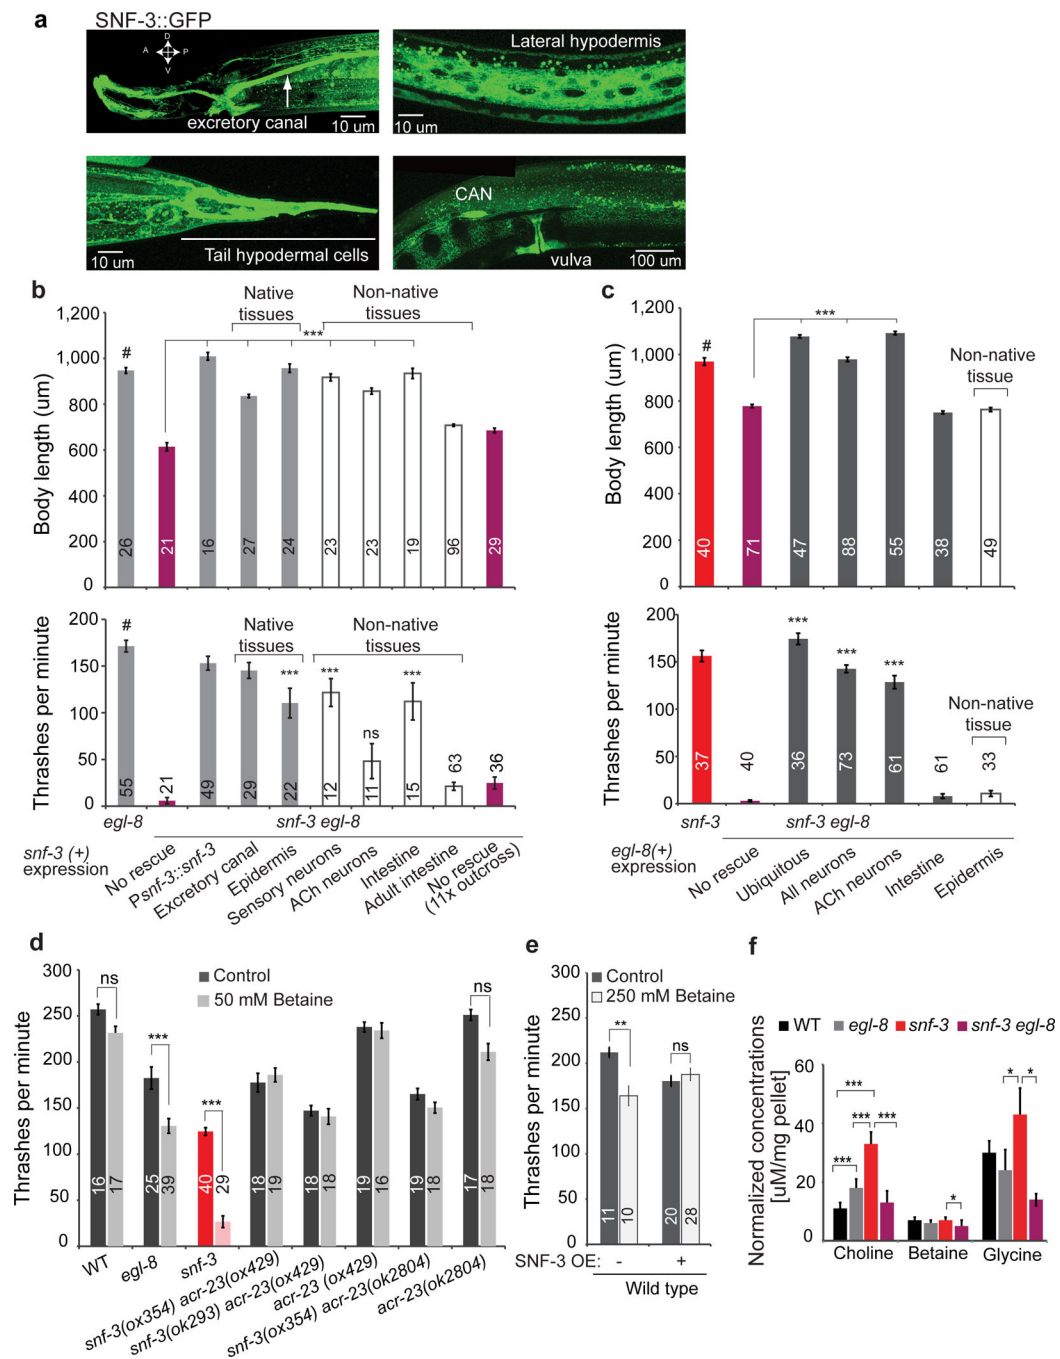 a
SNF-3::GFP
D
A P
V
excretory canal
10 um
Lateral hypodermis
10 um
10 um
Tail hypodermal cells
CAN
vulva
100 um
b
Native tissues
Non-native tissues
***
#
Body length (um)
1,200
1,000
800
600
400
200
0
26 21 16 27 24 23 23 19 96 29
Native tissues
Non-native tissues
Thrashes per minute
200
150
100
50
0
# *** *** ns ***
55 21 49 29 22 12 11 15 63 36
egl-8
snf-3 egl-8
snf-3 (+) expression
No rescue
Psnf-3::snf-3
Excretory canal
Epidermis
Sensory neurons
ACh neurons
Intestine
Adult intestine
No rescue (11x outcross)
c
***
#
Non-native tissue
Body length (um)
1,200
1,000
800
600
400
200
0
40 71 47 88 55 38 49
Thrashes per minute
200
150
100
50
0
*** *** ***
Non-native tissue
37 40 36 73 61 61 33
snf-3
snf-3 egl-8
egl-8(+) expression
No rescue
Ubiquitous
All neurons
ACh neurons
Intestine
Epidermis
d
Control
50 mM Betaine
Thrashes per minute
300
250
200
150
100
50
0
ns *** *** ns
16 17 25 39 40 29 18 19 18 18 19 16 19 18 17 18
WT
egl-8
snf-3
snf-3(ox354) acr-23(ox429)
snf-3(ok293) acr-23(ox429)
acr-23 (ox429)
snf-3(ox354) acr-23(ok2804)
acr-23(ok2804)
e
Control
250 mM Betaine
Thrashes per minute
300
250
200
150
100
50
0
** ns
11 10 20 28
SNF-3 OE: - +
Wild type
f
WT egl-8 snf-3 snf-3 egl-8
Normalized concentrations
[uM/mg pellet]
60
40
20
0
*** *** *** *** * * *
Choline Betaine Glycine